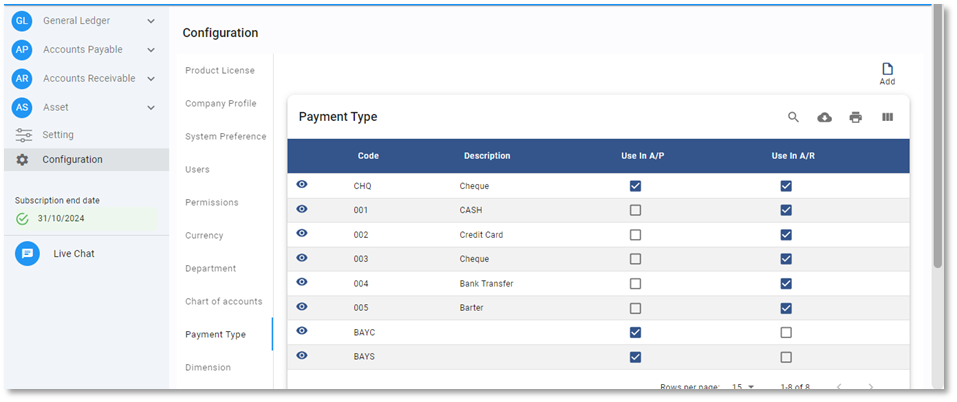 GL General Ledger
AP Accounts Payable
AR Accounts Receivable
AS Asset
Setting
Configuration
Subscription end date
31/10/2024
Live Chat
Configuration
Product License
Company Profile
System Preference
Users
Permissions
Currency
Department
Chart of accounts
Payment Type
Dimension
Add
Payment Type
Code Description Use In A/P Use In A/R
CHQ Cheque
001 CASH
002 Credit Card
003 Cheque
004 Bank Transfer
005 Barter
BAYC
BAYS
Rows per page: 15 1-8 of 8